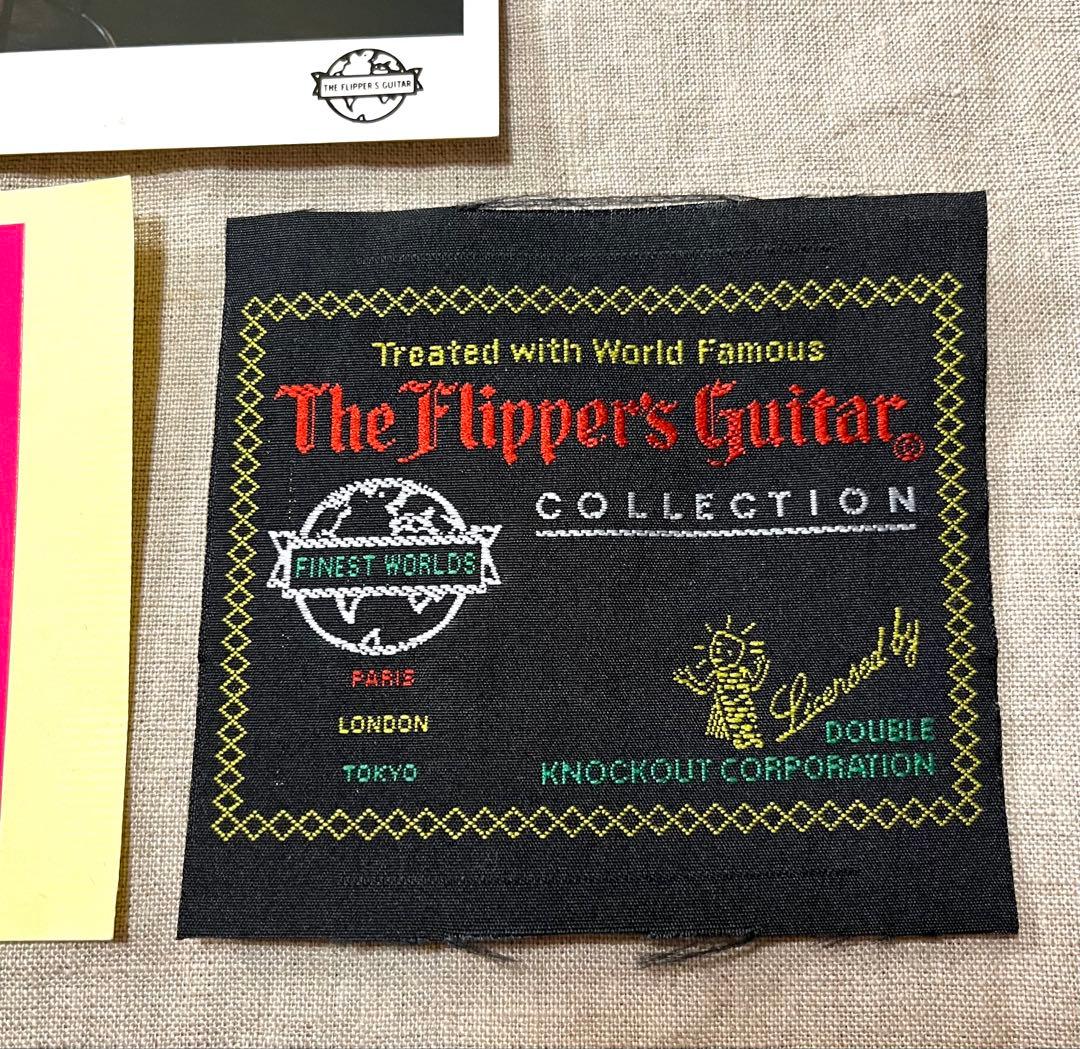 THE FLIPPER'S GUITAR
Treated with World Famous
The Flipper's Guitar®
COLLECTION
FINEST WORLDS
PARIS
LONDON
TOKYO
Licensed by
DOUBLE
KNOCKOUT CORPORATION